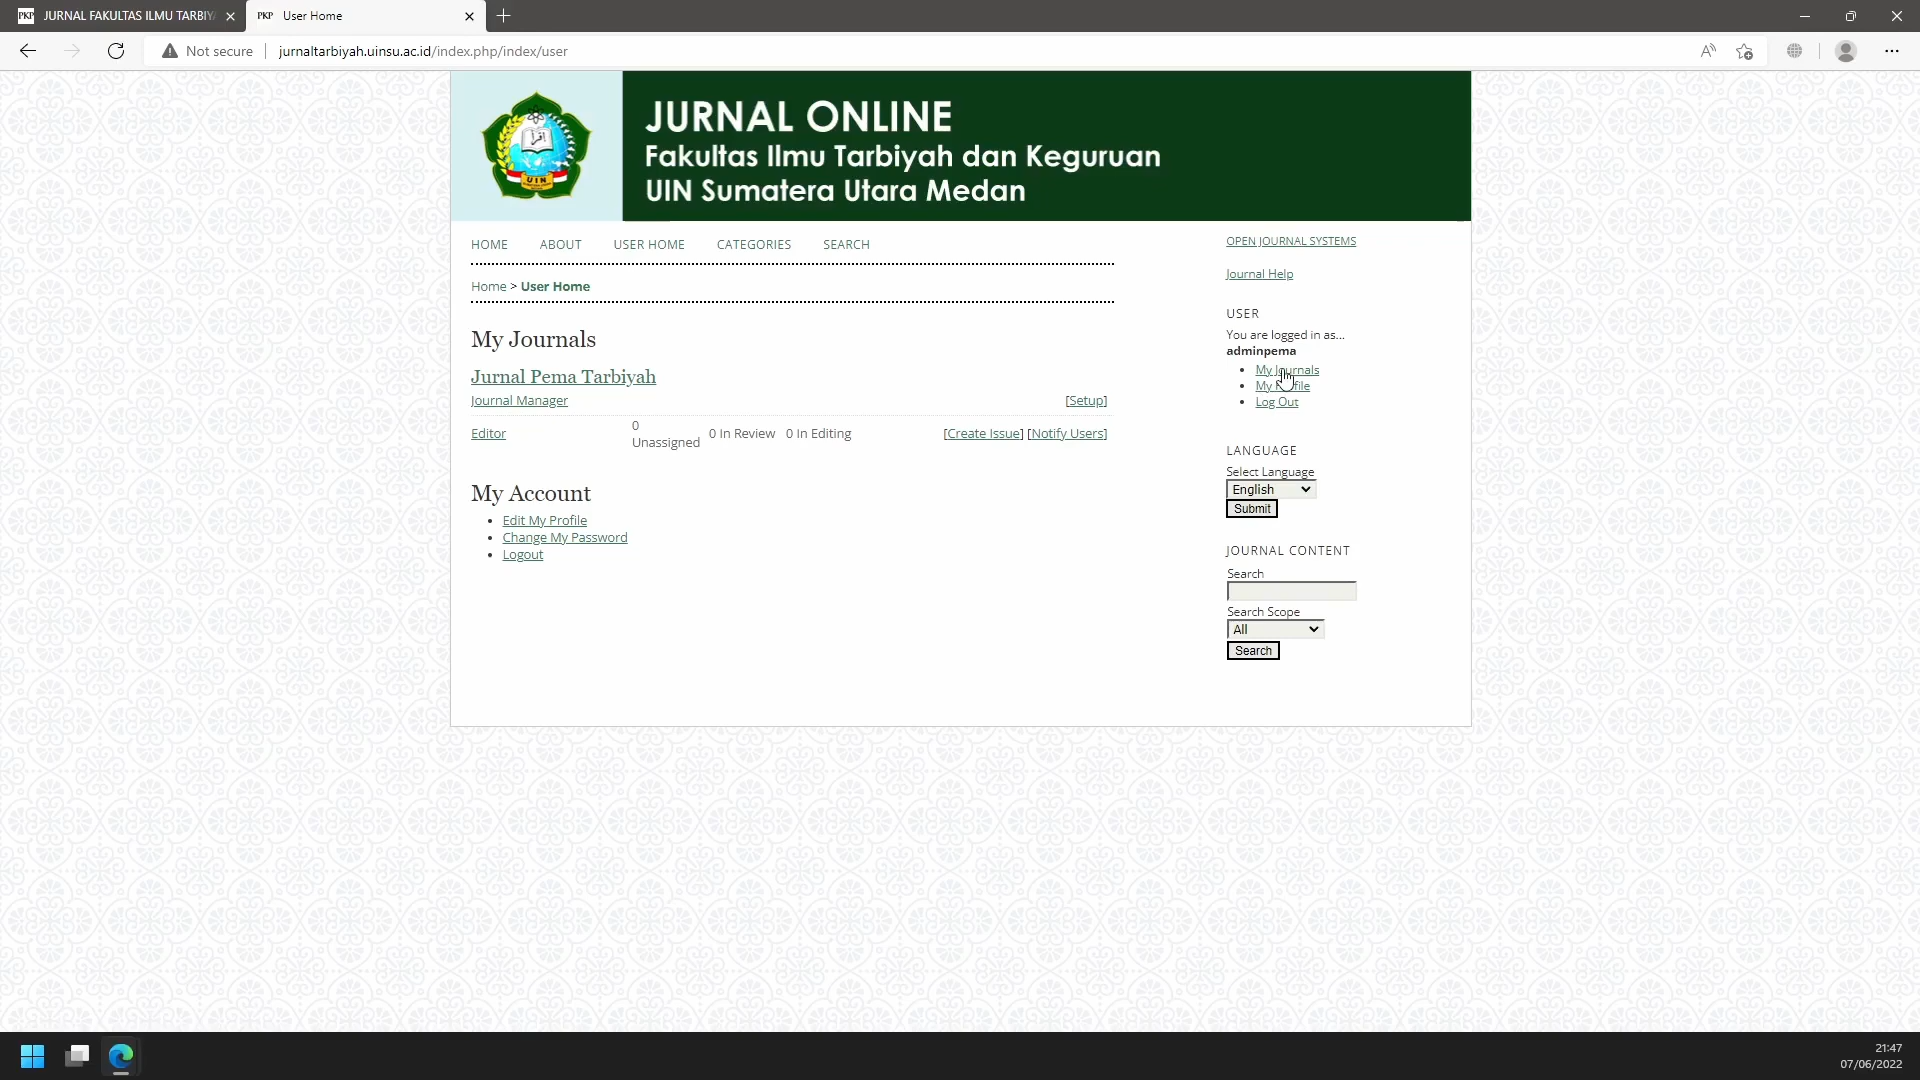 JURNAL FAKULTAS ILMU TARBIY
User Home
Not secure
jurnaltarbiyah.uinsu.ac.id/index.php/index/user
UIN
JURNAL ONLINE
Fakultas Ilmu Tarbiyah dan Keguruan
UIN Sumatera Utara Medan
HOME ABOUT USER HOME CATEGORIES SEARCH
Home > User Home
My Journals
Jurnal Pema Tarbiyah
Journal Manager [Setup]
Editor 0 Unassigned 0 In Review 0 In Editing [Create Issue] [Notify Users]
My Account
Edit My Profile
Change My Password
Logout
OPEN JOURNAL SYSTEMS
Journal Help
USER
You are logged in as...
adminpema
My Journals
My Profile
Log Out
LANGUAGE
Select Language
English
Submit
JOURNAL CONTENT
Search
Search Scope
All
Search
21:47
07/06/2022